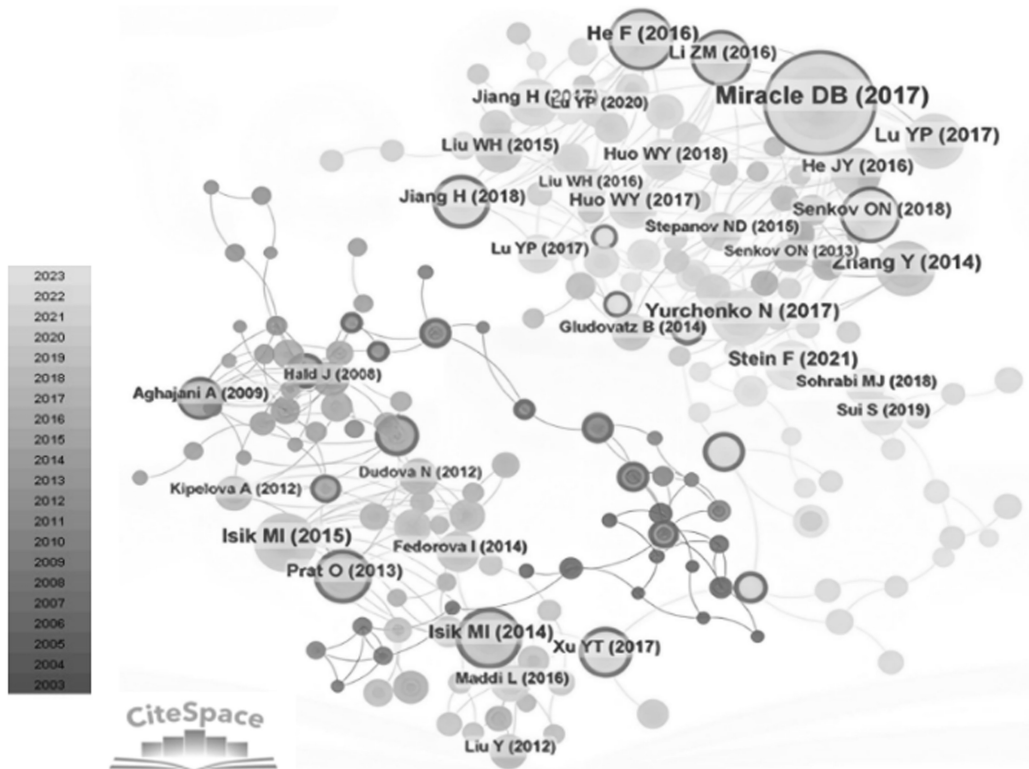 He F (2016)
Li ZM (2016)
Miracle DB (2017)
Jiang H (2017)
Lu YP (2020)
Lu YP (2017)
Liu WH (2015)
Huo WY (2018)
He JY (2016)
Liu WH (2016)
Jiang H (2018)
Huo WY (2017)
Senkov ON (2018)
Stepanov ND (2015)
Lu YP (2017)
Senkov ON (2013)
Zhang Y (2014)
2023
2022
2021
2020
2019
2018
2017
2016
2015
2014
2013
2012
2011
2010
2009
2008
2007
2006
2005
2004
2003
Yurchenko N (2017)
Gludovatz B (2014)
Stein F (2021)
Hald J (2008)
Sohrabi MJ (2018)
Aghajani A (2009)
Sui S (2019)
Dudova N (2012)
Kipelova A (2012)
Isik MI (2015)
Fedorova I (2014)
Prat O (2013)
Isik MI (2014)
Xu YT (2017)
Maddi L (2016)
CiteSpace
Liu Y (2012)